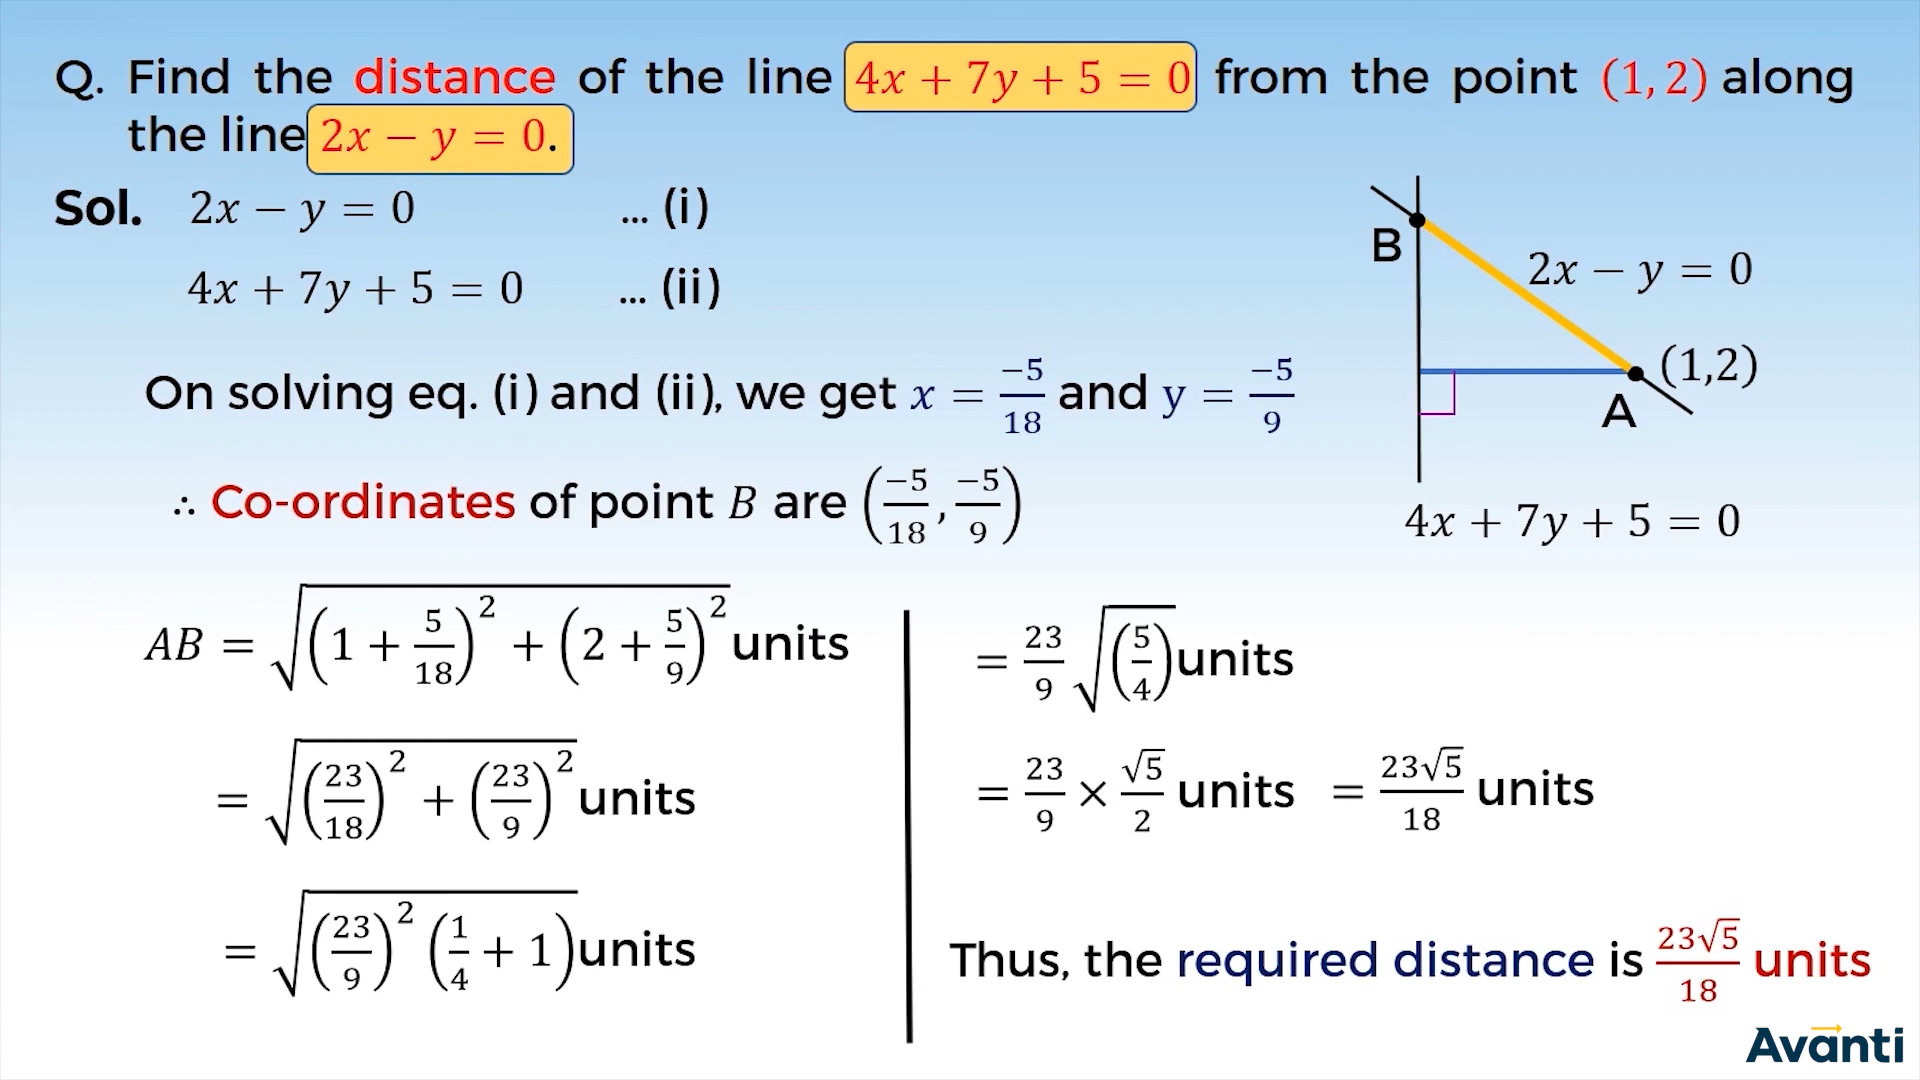 Q. Find the distance of the line 4x + 7y + 5 = 0 from the point (1, 2) along
the line 2x − y = 0.
Sol. 2x − y = 0 ... (i)
4x + 7y + 5 = 0 ... (ii)
On solving eq. (i) and (ii), we get x = −5/18 and y = −5/9
∴ Co-ordinates of point B are (−5/18, −5/9)
B
2x − y = 0
(1,2)
A
4x + 7y + 5 = 0
AB = √((1 + 5/18)² + (2 + 5/9)²) units
= √((23/18)² + (23/9)²) units
= √((23/9)² (1/4 + 1)) units
= 23/9 √(5/4) units
= 23/9 × √5/2 units = 23√5/18 units
Thus, the required distance is 23√5/18 units
Avanti